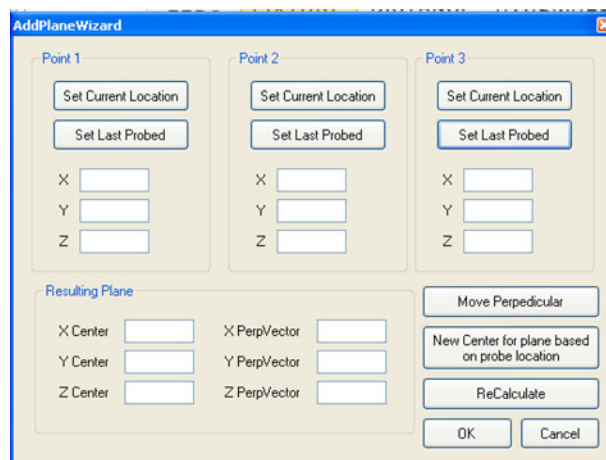 AddPlaneWizard
Point 1 Point 2 Point 3
Set Current Location Set Current Location Set Current Location
Set Last Probed Set Last Probed Set Last Probed
X X X
Y Y Y
Z Z Z
Resulting Plane
Move Perpedicular
X Center X PerpVector
New Center for plane based
on probe location
Y Center Y PerpVector
Z Center Z PerpVector
ReCalculate
OK Cancel